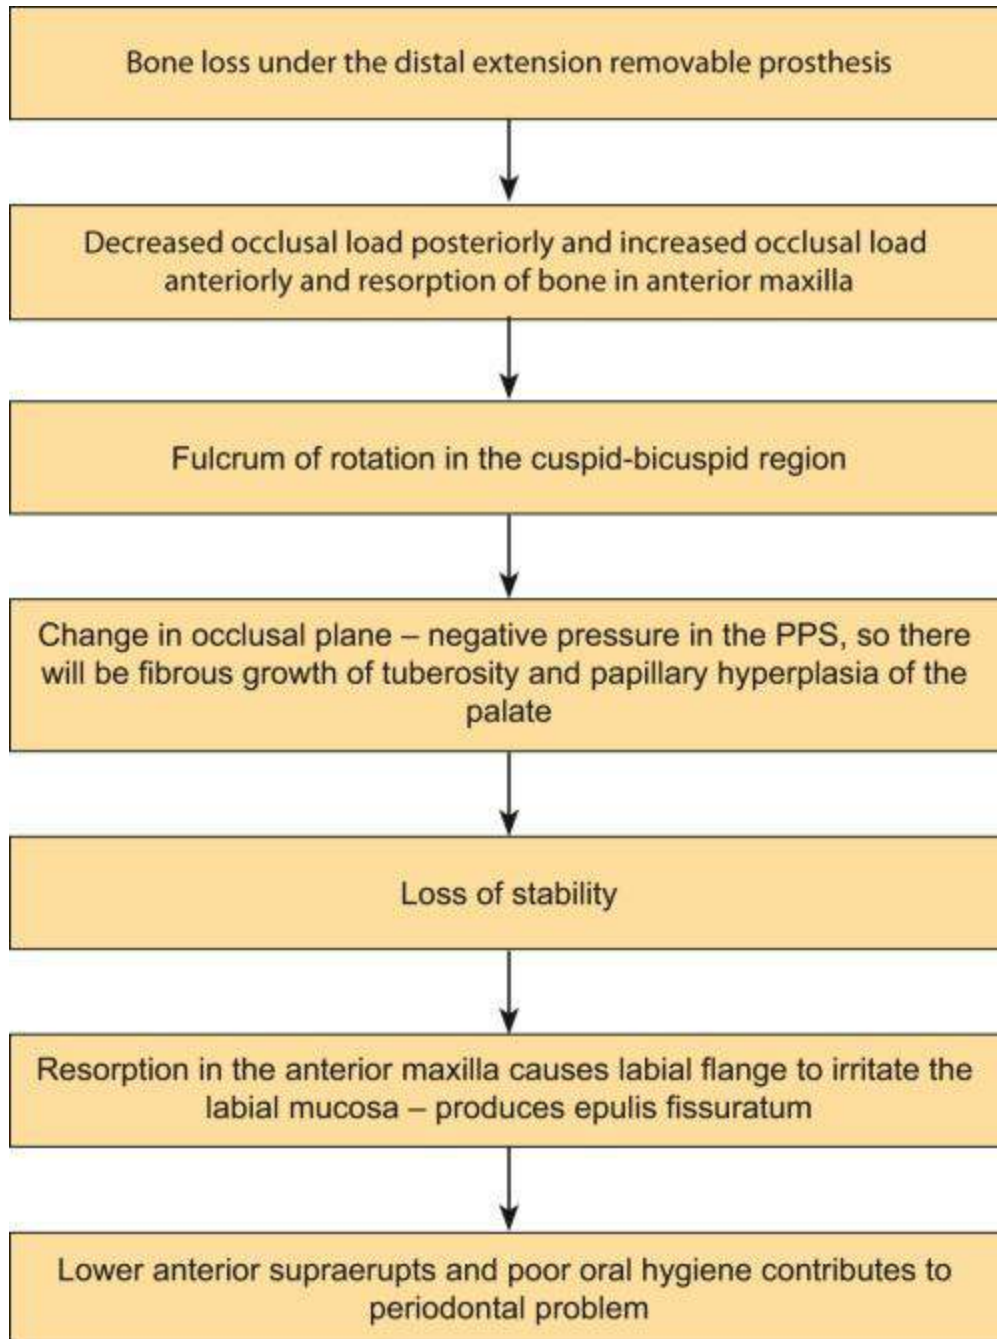 Bone loss under the distal extension removable prosthesis
Decreased occlusal load posteriorly and increased occlusal load
anteriorly and resorption of bone in anterior maxilla
Fulcrum of rotation in the cuspid-bicuspid region
Change in occlusal plane – negative pressure in the PPS, so there
will be fibrous growth of tuberosity and papillary hyperplasia of the
palate
Loss of stability
Resorption in the anterior maxilla causes labial flange to irritate the
labial mucosa – produces epulis fissuratum
Lower anterior supraerupts and poor oral hygiene contributes to
periodontal problem